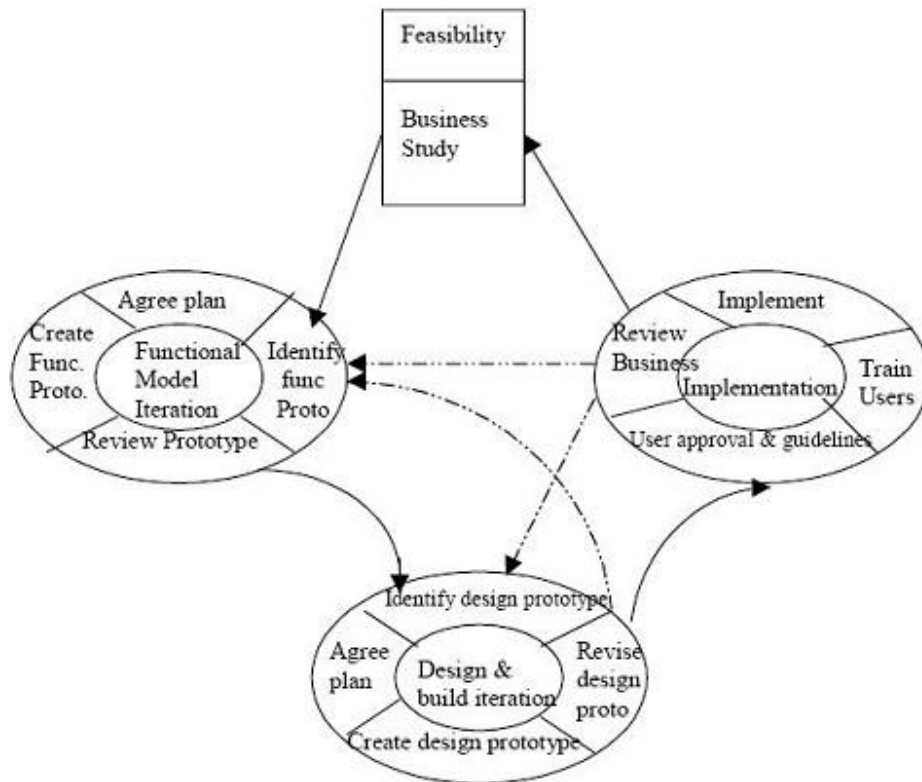 Feasibility
Business
Study
Agree plan
Create
Func.
Proto.
Functional
Model
Iteration
Identify
func
Proto
Review Prototype
Implement
Review
Business
Implementation
Train
Users
User approval & guidelines
Identify design prototype
Agree
plan
Design &
build iteration
Revise
design
proto
Create design prototype